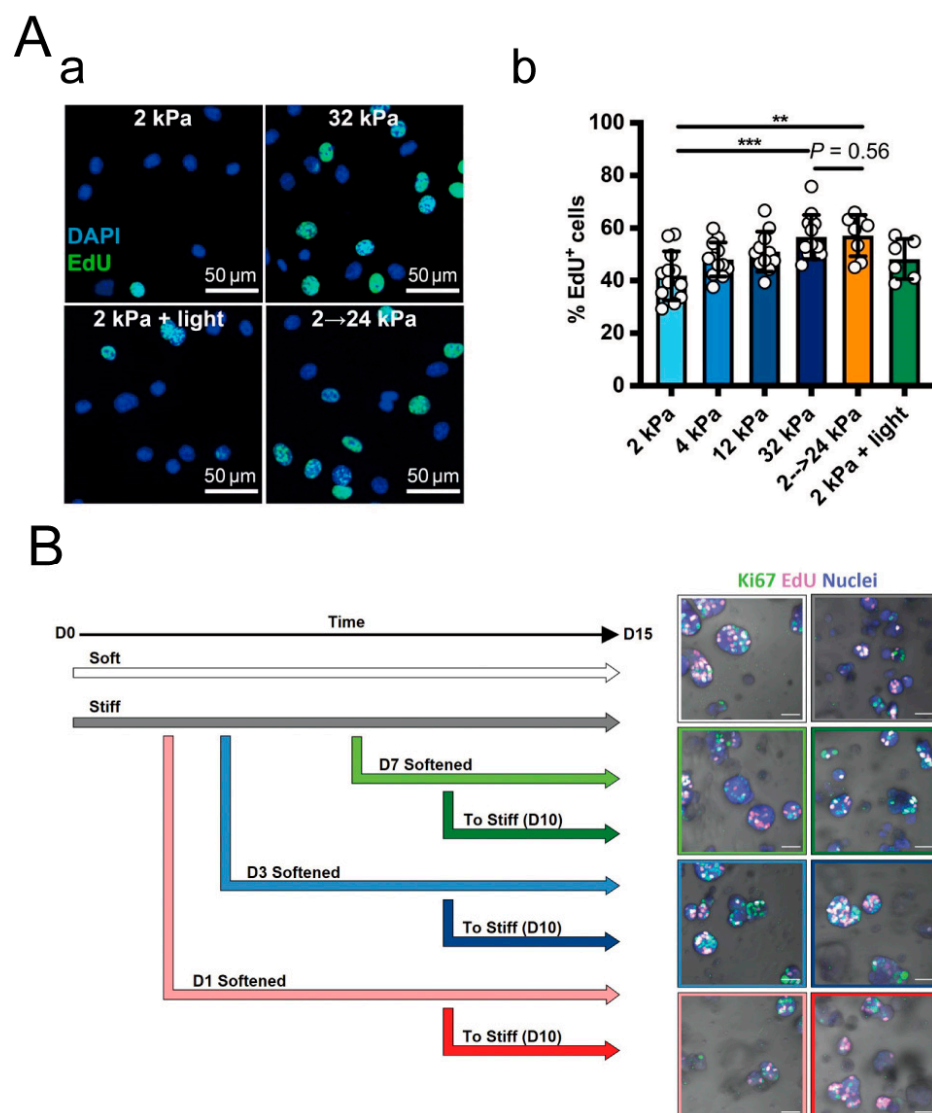 A
a
2 kPa
32 kPa
DAPI
EdU
50 µm
50 µm
2 kPa + light
2→24 kPa
50 µm
50 µm
b
% EdU⁺ cells
100
80
60
40
20
0
**
***
P = 0.56
2 kPa
4 kPa
12 kPa
32 kPa
2-->24 kPa
2 kPa + light
B
D0
Time
D15
Soft
Stiff
D7 Softened
To Stiff (D10)
D3 Softened
To Stiff (D10)
D1 Softened
To Stiff (D10)
Ki67 EdU Nuclei